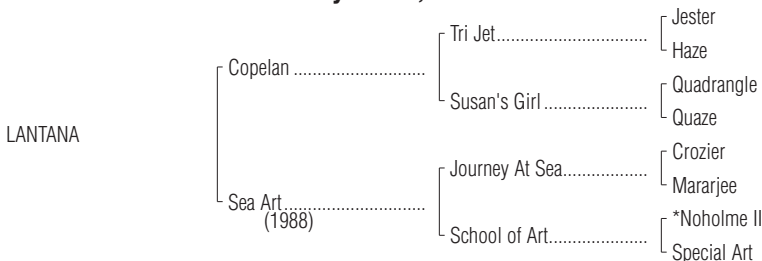 Jester
Tri Jet
Haze
Copelan
Quadrangle
Susan's Girl
Quaze
LANTANA
Crozier
Journey At Sea
Mararjee
Sea Art
(1988)
*Noholme II
School of Art
Special Art